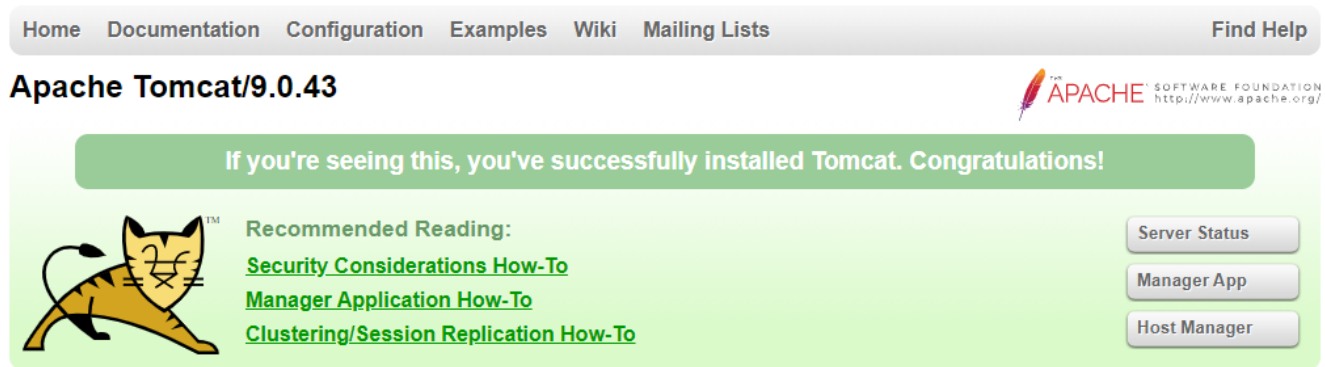 Home Documentation Configuration Examples Wiki Mailing Lists Find Help
Apache Tomcat/9.0.43
THE
APACHE® SOFTWARE FOUNDATION
http://www.apache.org/
If you're seeing this, you've successfully installed Tomcat. Congratulations!
TM
Recommended Reading:
Security Considerations How-To
Manager Application How-To
Clustering/Session Replication How-To
Server Status
Manager App
Host Manager